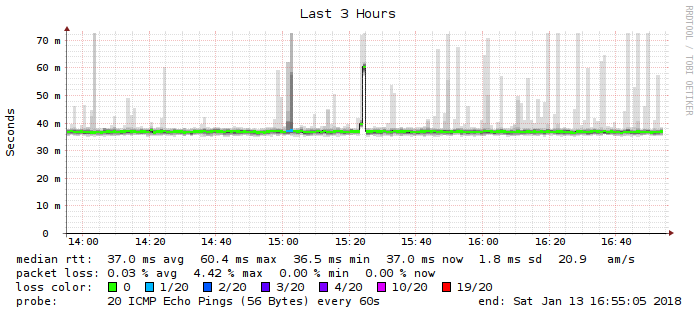 Last 3 Hours
RRDTOOL / TOBI OETIKER
Seconds
70 m
60 m
50 m
40 m
30 m
20 m
10 m
0
14:00 14:20 14:40 15:00 15:20 15:40 16:00 16:20 16:40
median rtt: 37.0 ms avg 60.4 ms max 36.5 ms min 37.0 ms now 1.8 ms sd 20.9 am/s
packet loss: 0.03 % avg 4.42 % max 0.00 % min 0.00 % now
loss color: 0 1/20 2/20 3/20 4/20 10/20 19/20
probe: 20 ICMP Echo Pings (56 Bytes) every 60s end: Sat Jan 13 16:55:05 2018